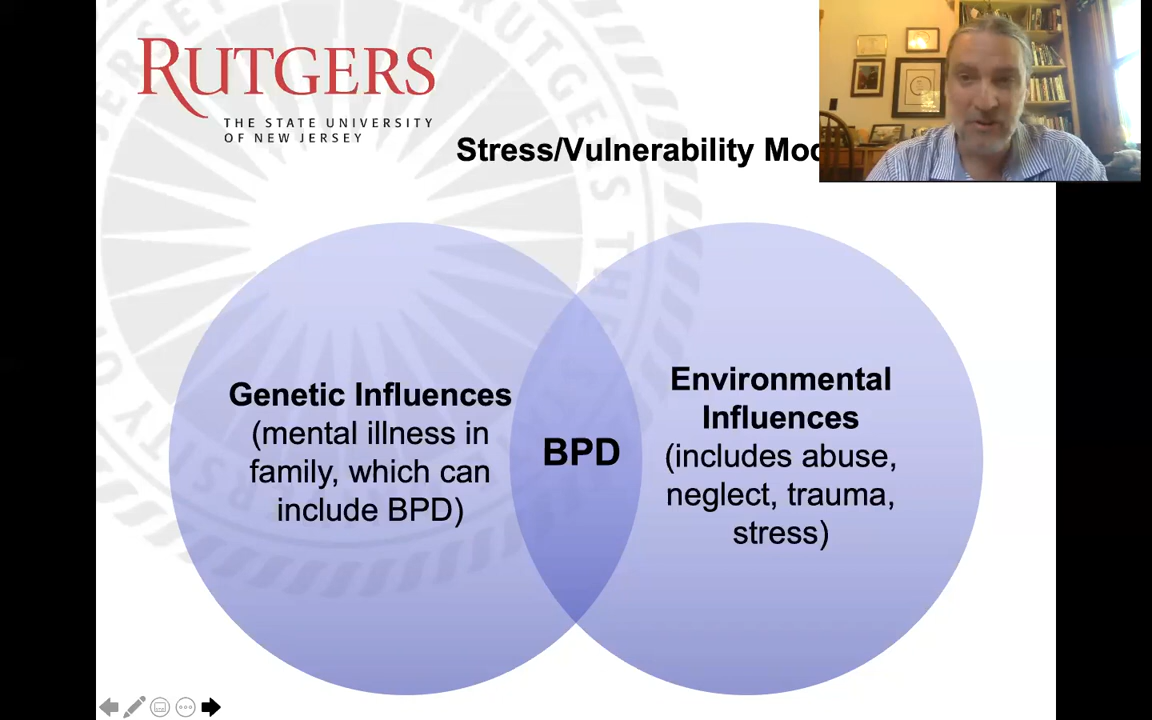 RUTGERS
THE STATE UNIVERSITY
OF NEW JERSEY
Stress/Vulnerability
Genetic Influences
(mental illness in
family, which can
include BPD)
BPD
Environmental
Influences
(includes abuse,
neglect, trauma,
stress)